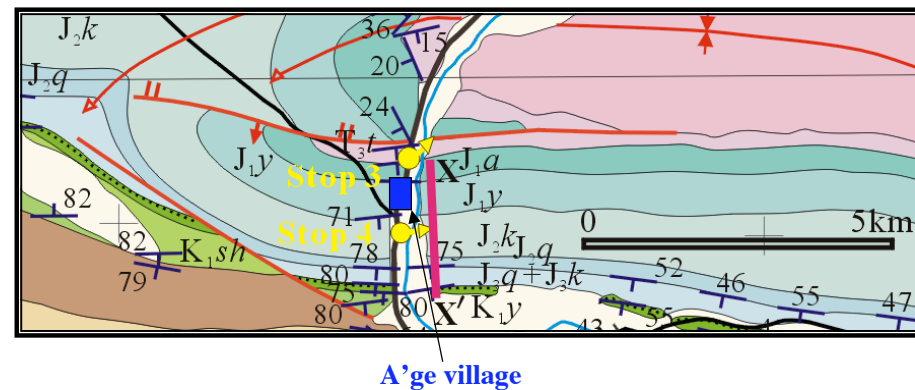 36
J₂k
15
20
J₂q
24
T₃t
J₁y
Stop 3
X
J₁a
J₁y
82
71
Stop 4
0
5km
J₂k
J₂q
82
K₁sh
78
75
79
80
J₃q+J₃k
52
46
75
80
80
X′
K₁y
55
55
47
43
A'ge village